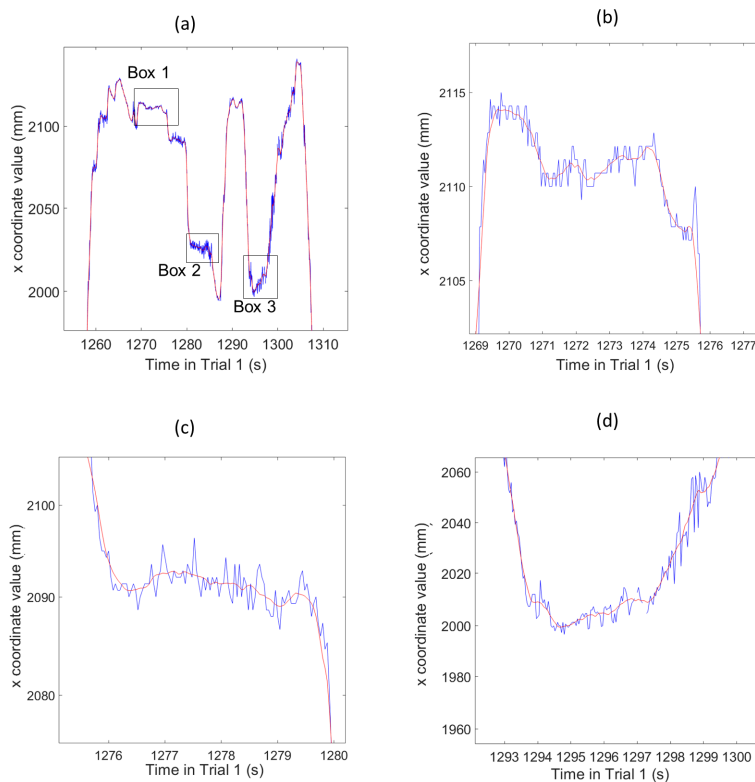 (a)
x coordinate value (mm)
2100
2050
2000
Box 1
Box 2
Box 3
1260 1270 1280 1290 1300 1310
Time in Trial 1 (s)
(b)
x coordinate value (mm)
2115
2110
2105
1269 1270 1271 1272 1273 1274 1275 1276 1277
Time in Trial 1 (s)
(c)
x coordinate value (mm)
2100
2090
2080
1276 1277 1278 1279 1280
Time in Trial 1 (s)
(d)
x coordinate value (mm)
2060
2040
2020
2000
1980
1960
1293 1294 1295 1296 1297 1298 1299 1300
Time in Trial 1 (s)